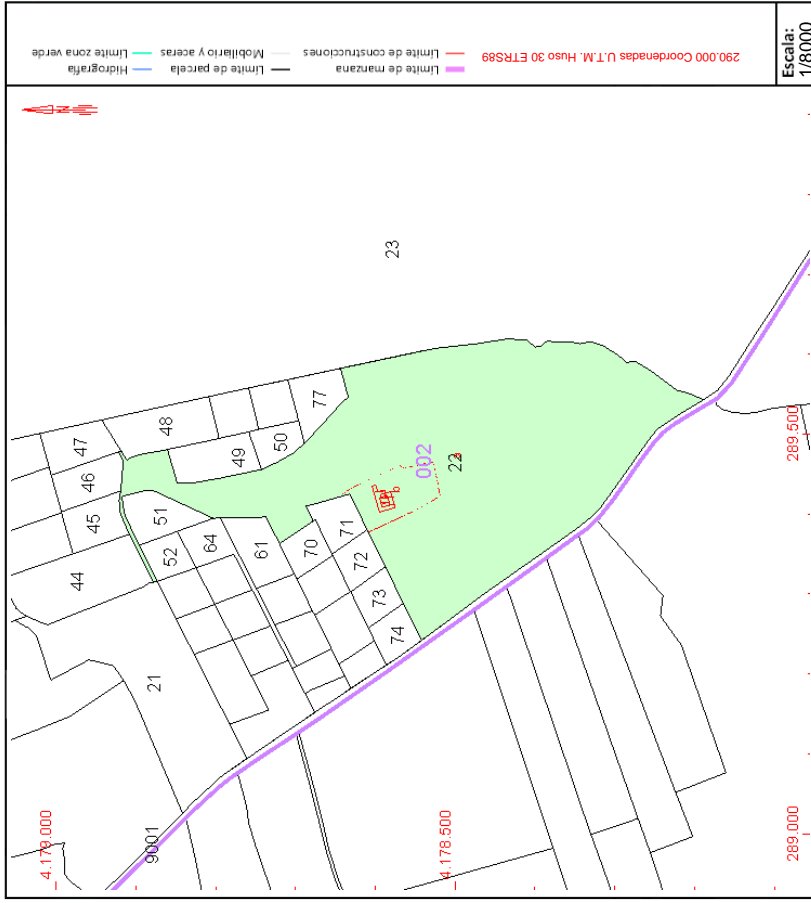 290.000 Coordenadas U.T.M. Huso 30 ETRS89
Límite de manzana
Límite de construcciones
Límite de parcela
Mobiliario y aceras
Hidrografía
Límite zona verde
Escala:
1/8000
23
47
48
77
46
49
50
45
51
52
64
61
70
71
72
73
74
44
21
9001
002
22
a
b
4.179.000
4.178.500
289.500
289.000